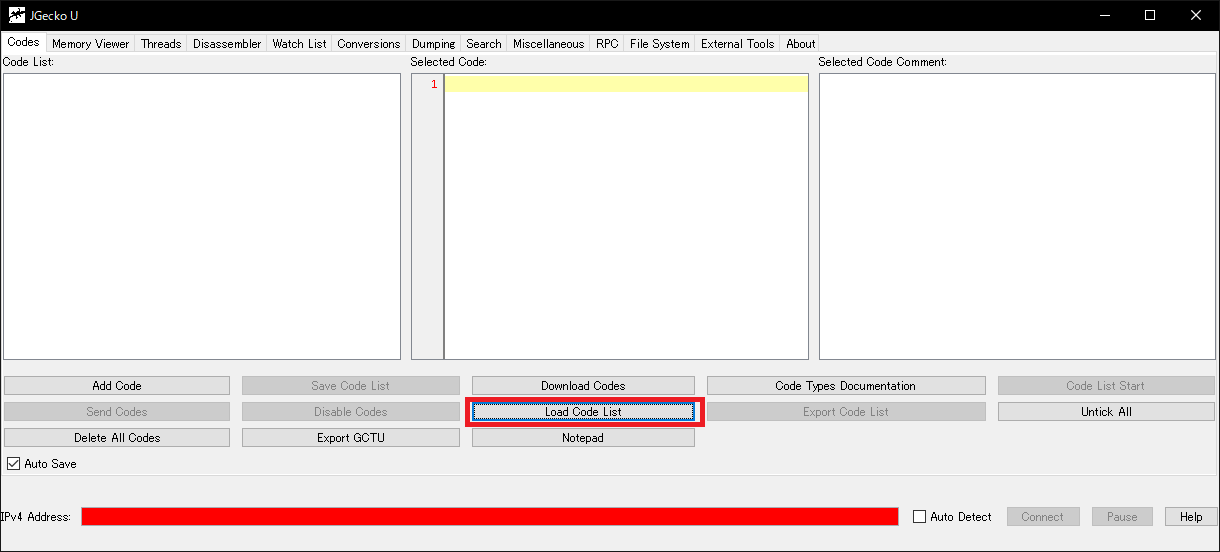 JGecko U
Codes Memory Viewer Threads Disassembler Watch List Conversions Dumping Search Miscellaneous RPC File System External Tools About
Code List: Selected Code: Selected Code Comment:
1
Add Code Save Code List Download Codes Code Types Documentation Code List Start
Send Codes Disable Codes Load Code List Export Code List Untick All
Delete All Codes Export GCTU Notepad
Auto Save
IPv4 Address: Auto Detect Connect Pause Help